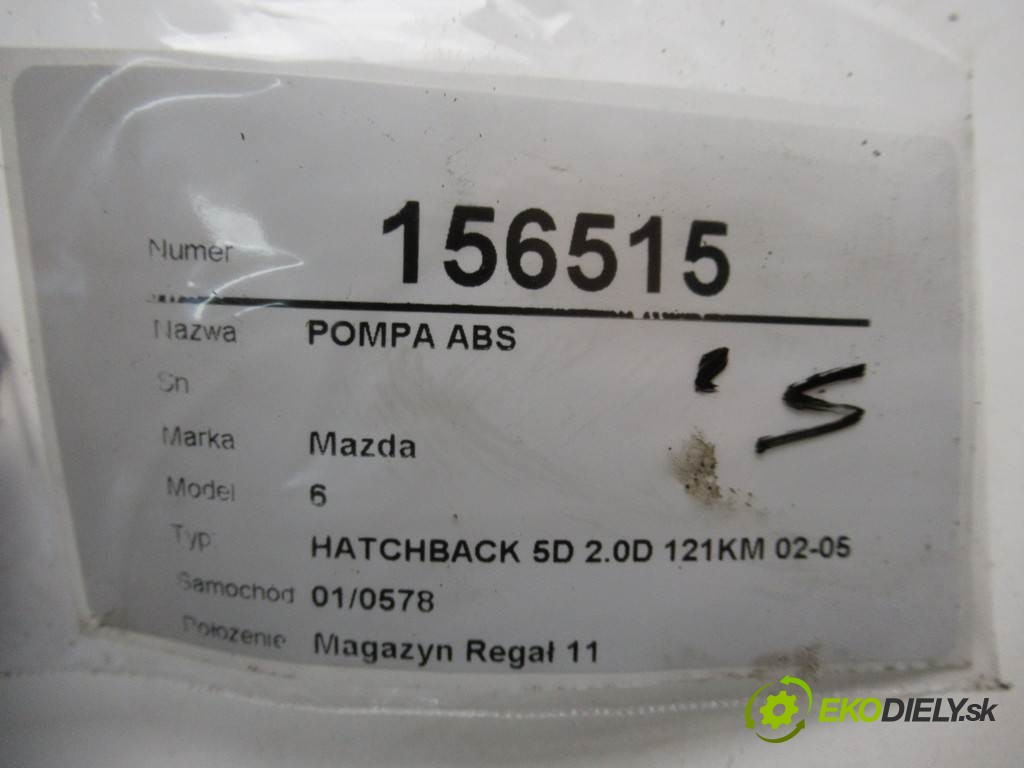 Numer 156515
Nazwa POMPA ABS
Sn
Marka Mazda
Model 6
Typ HATCHBACK 5D 2.0D 121KM 02-05
Samochód 01/0578
Położenie Magazyn Regał 11
EKODIELY.sk